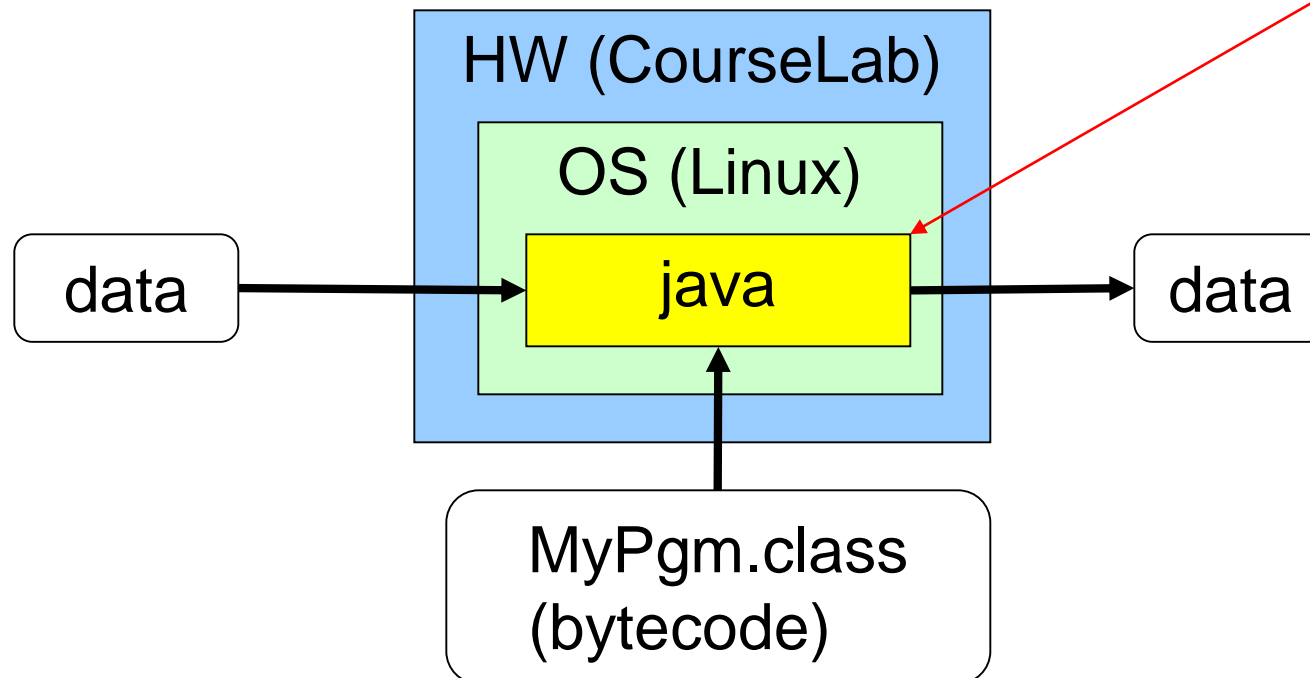 HW (CourseLab)
OS (Linux)
data
java
data
MyPgm.class
(bytecode)